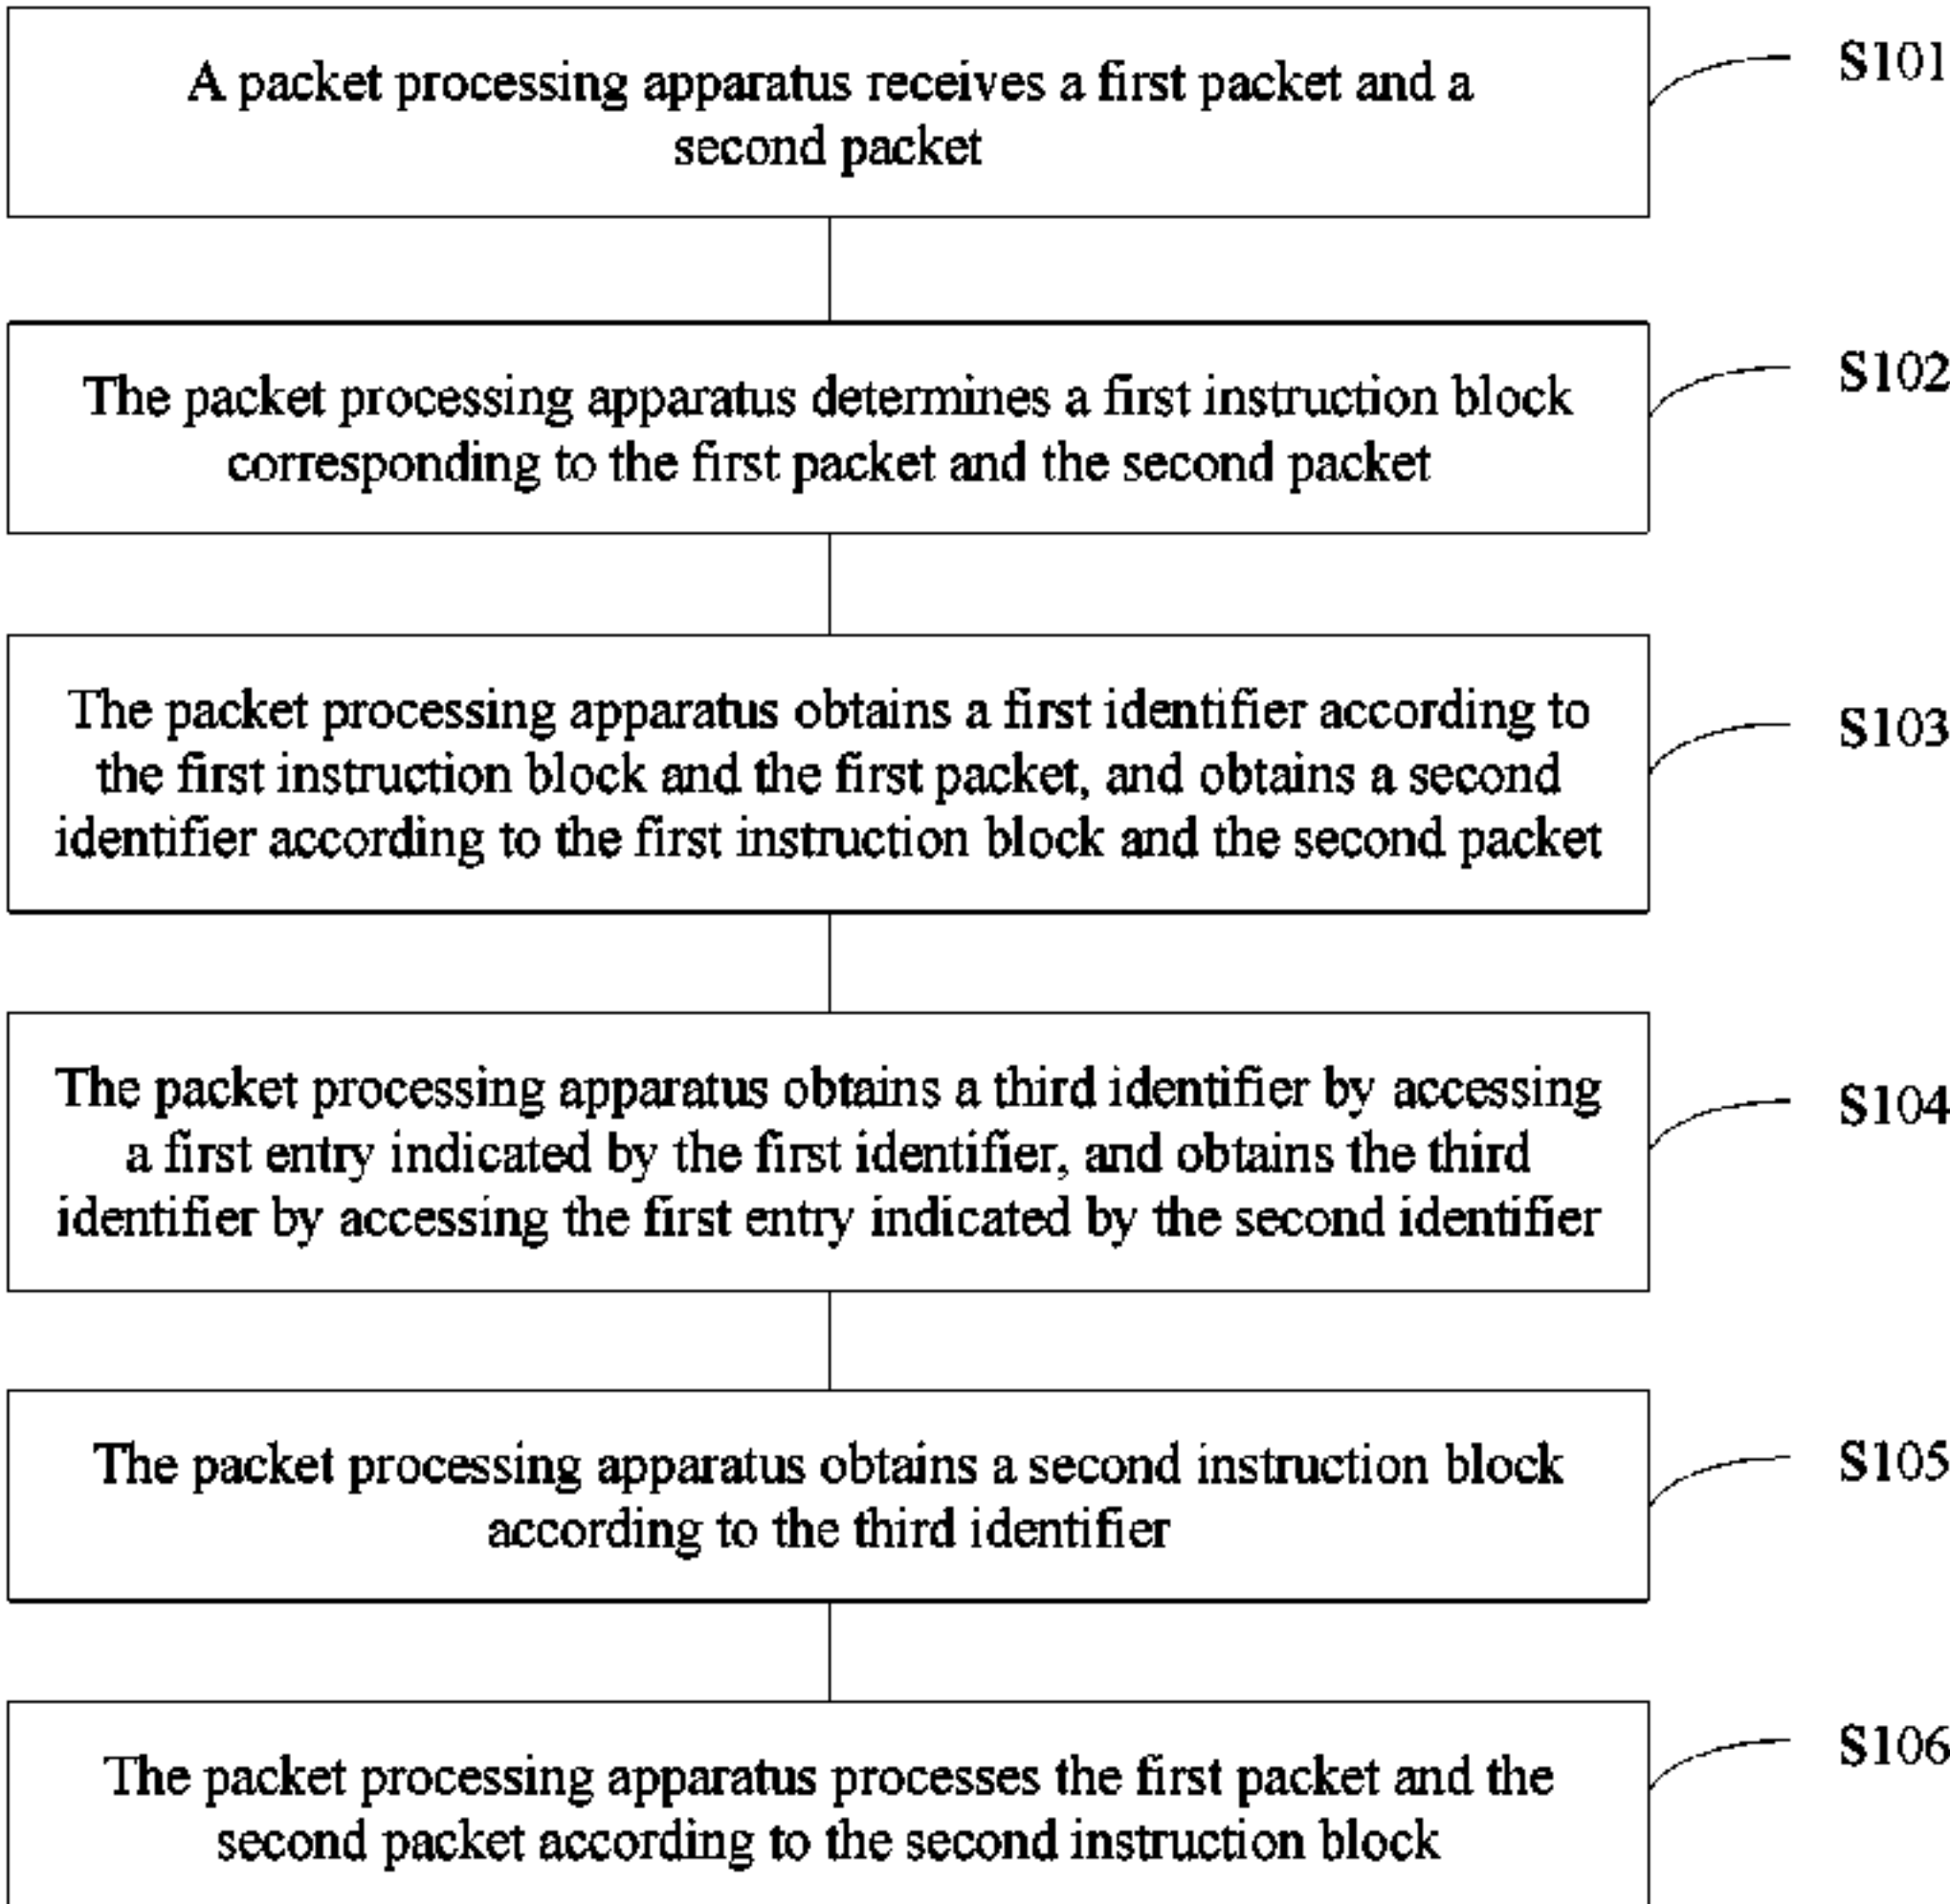 A packet processing apparatus receives a first packet and a
second packet
S101
The packet processing apparatus determines a first instruction block
corresponding to the first packet and the second packet
S102
The packet processing apparatus obtains a first identifier according to
the first instruction block and the first packet, and obtains a second
identifier according to the first instruction block and the second packet
S103
The packet processing apparatus obtains a third identifier by accessing
a first entry indicated by the first identifier, and obtains the third
identifier by accessing the first entry indicated by the second identifier
S104
The packet processing apparatus obtains a second instruction block
according to the third identifier
S105
The packet processing apparatus processes the first packet and the
second packet according to the second instruction block
S106